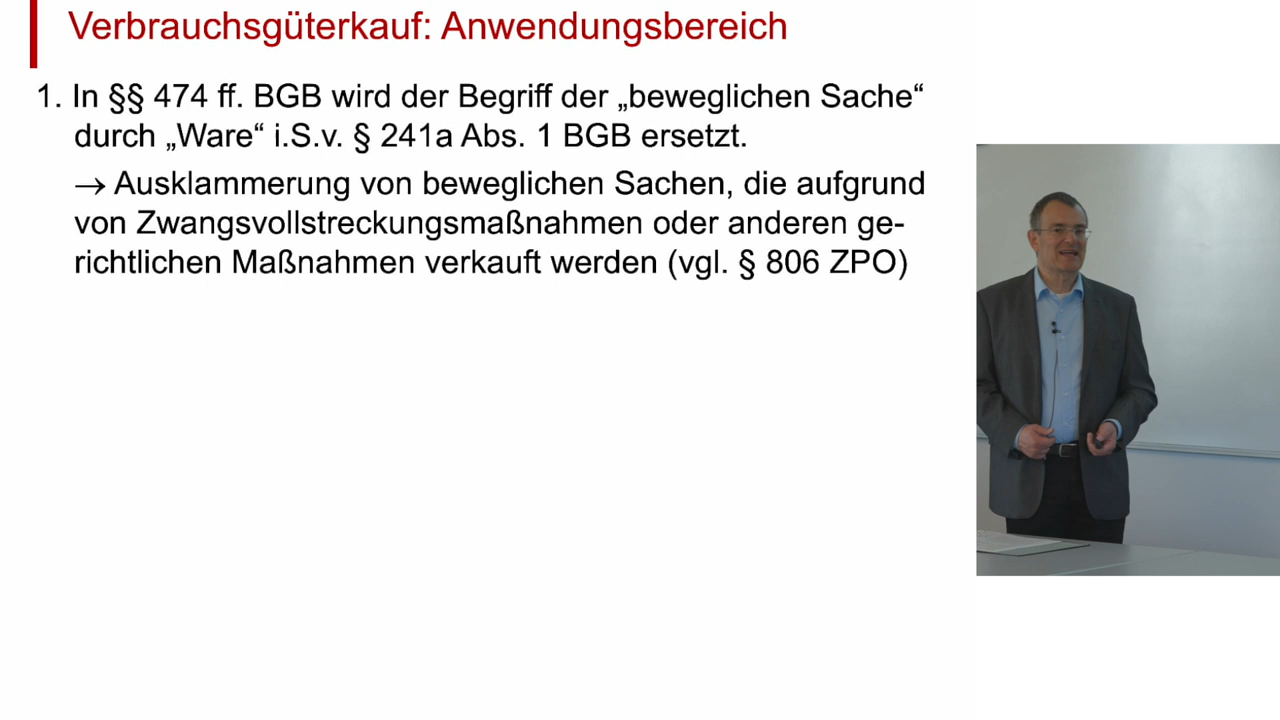 Verbrauchsgüterkauf: Anwendungsbereich
1. In §§ 474 ff. BGB wird der Begriff der „beweglichen Sache“
durch „Ware“ i.S.v. § 241a Abs. 1 BGB ersetzt.
→ Ausklammerung von beweglichen Sachen, die aufgrund
von Zwangsvollstreckungsmaßnahmen oder anderen ge-
richtlichen Maßnahmen verkauft werden (vgl. § 806 ZPO)